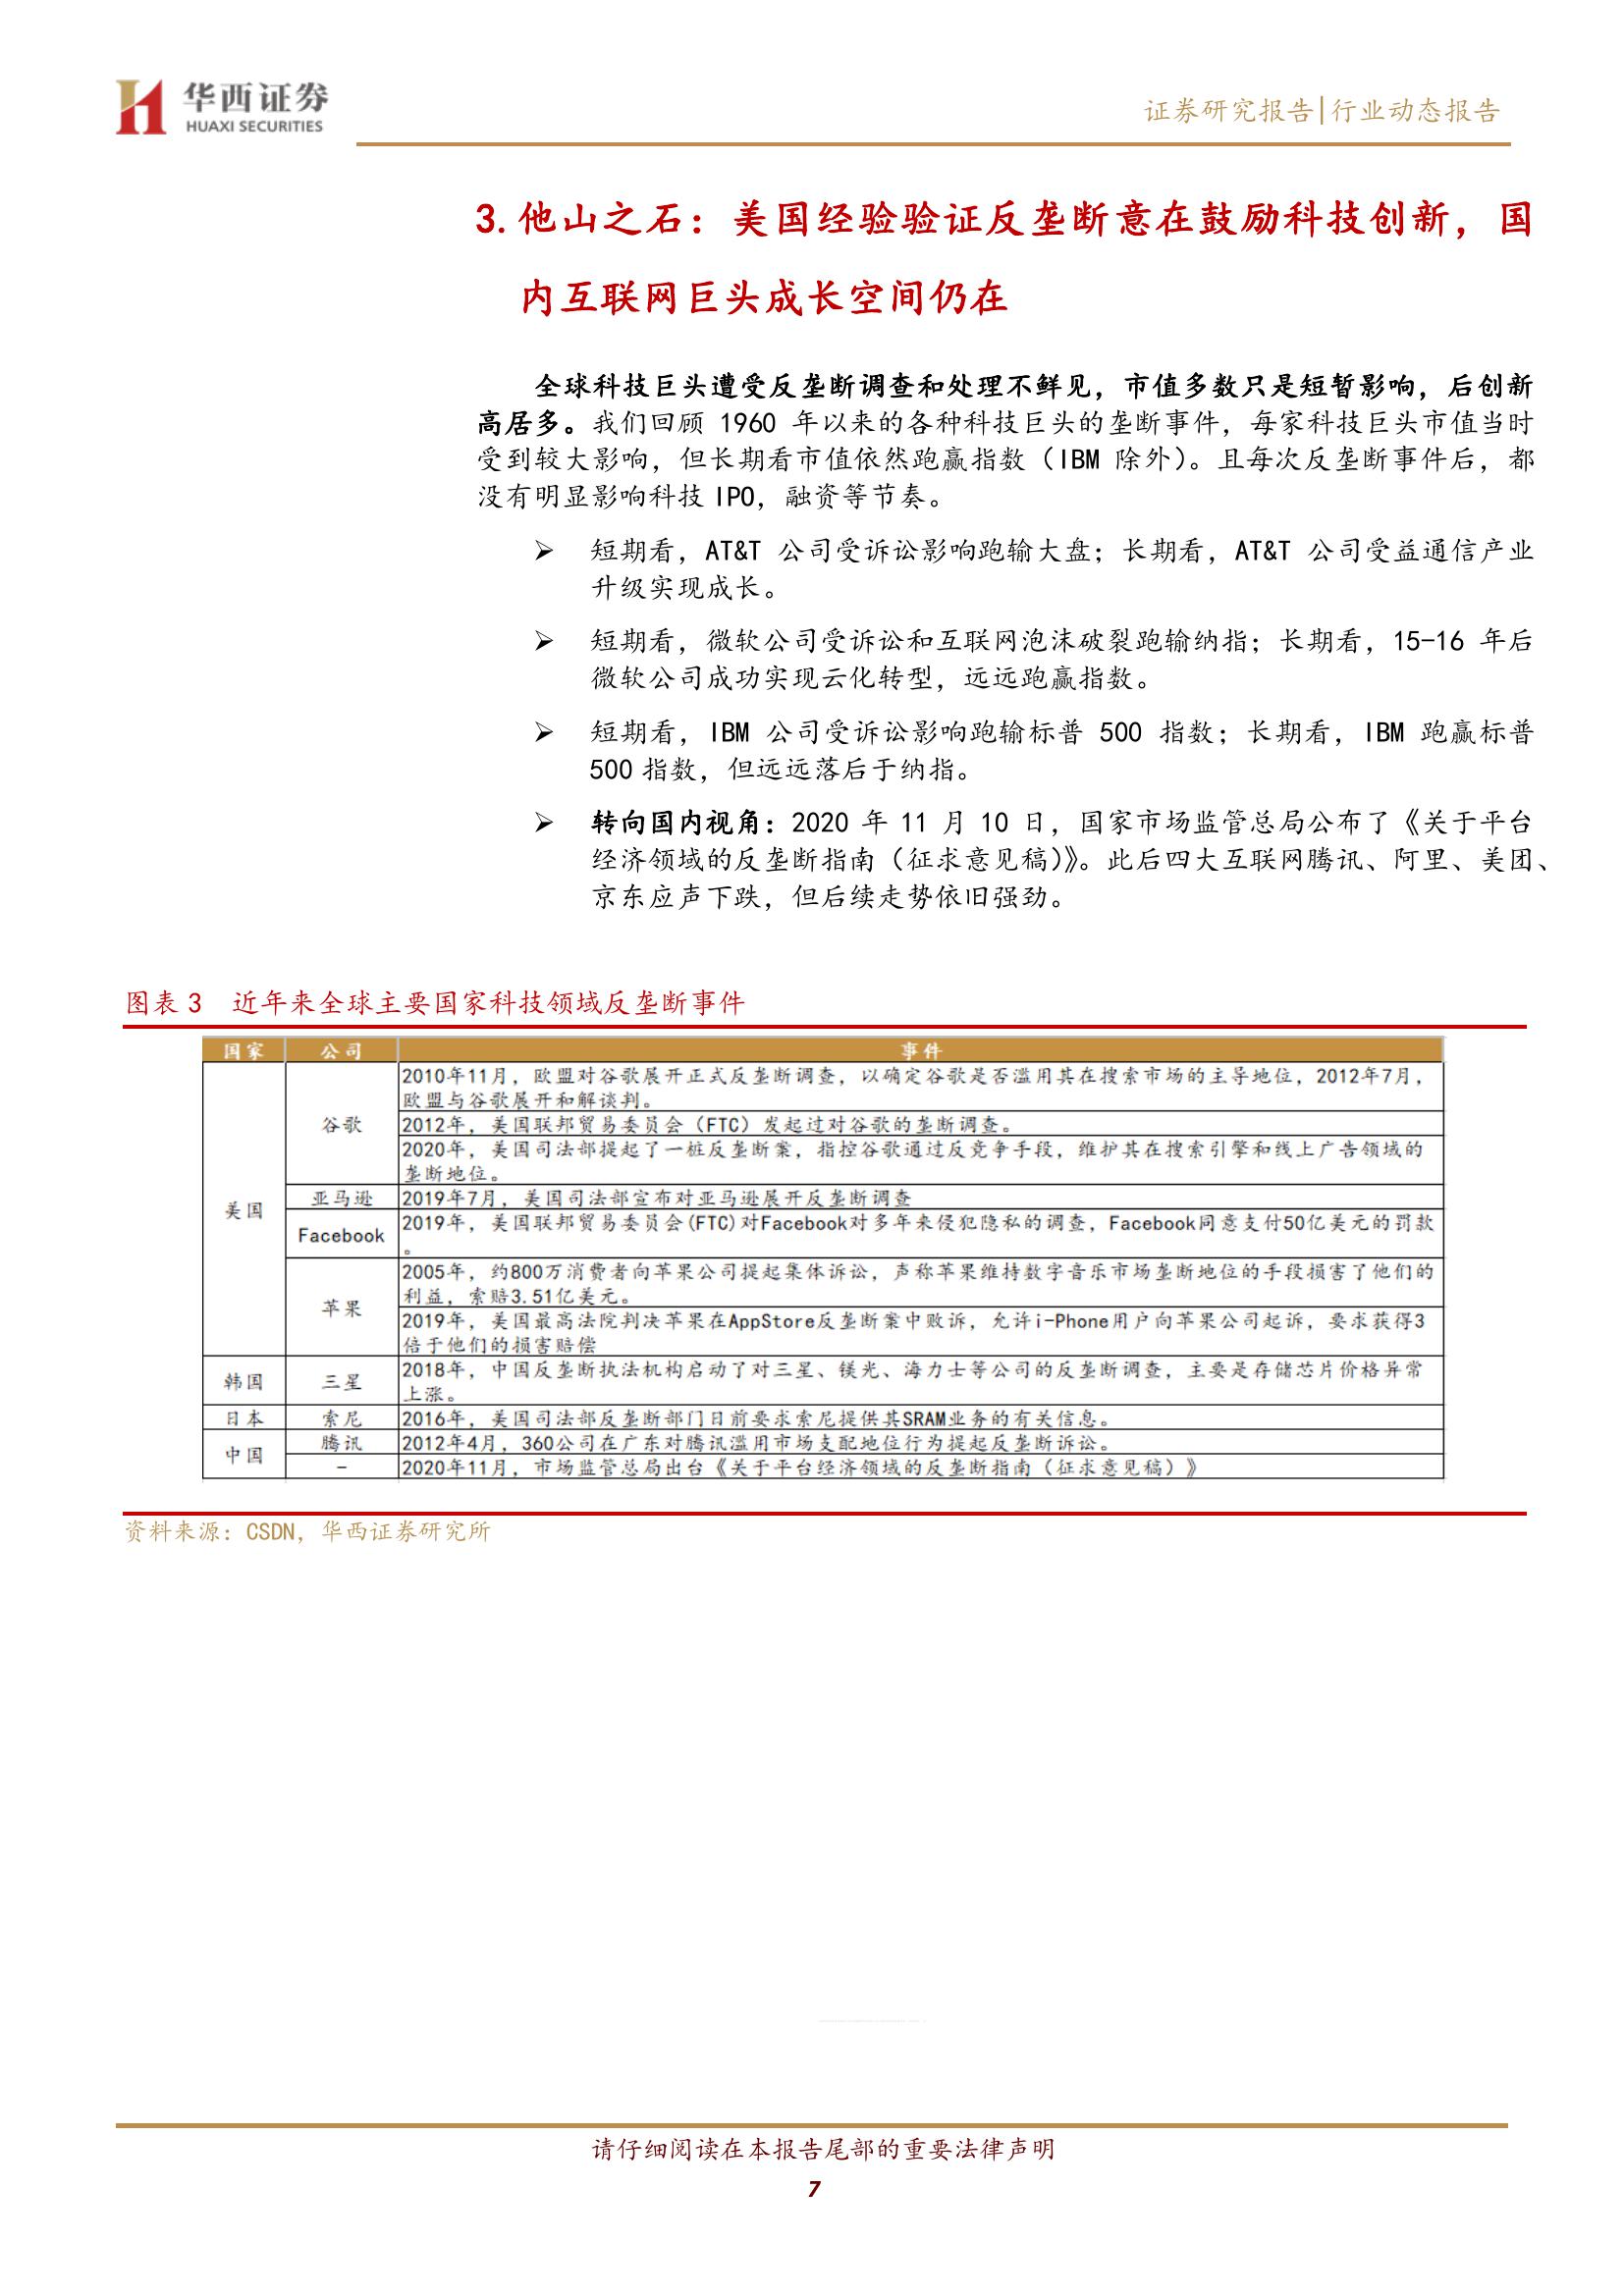 华西证券
HUAXI SECURITIES
证券研究报告|行业动态报告
3. 他山之石：美国经验验证反垄断意在鼓励科技创新，国
内互联网巨头成长空间仍在
全球科技巨头遭受反垄断调查和处理不鲜见，市值多数只是短暂影响，后创新
高居多。我们回顾 1960 年以来的各种科技巨头的垄断事件，每家科技巨头市值当时
受到较大影响，但长期看市值依然跑赢指数（IBM 除外）。且每次反垄断事件后，都
没有明显影响科技 IPO，融资等节奏。
➢ 短期看，AT&T 公司受诉讼影响跑输大盘；长期看，AT&T 公司受益通信产业
升级实现成长。
➢ 短期看，微软公司受诉讼和互联网泡沫破裂跑输纳指；长期看，15-16 年后
微软公司成功实现云化转型，远远跑赢指数。
➢ 短期看，IBM 公司受诉讼影响跑输标普 500 指数；长期看，IBM 跑赢标普
500 指数，但远远落后于纳指。
➢ 转向国内视角：2020 年 11 月 10 日，国家市场监管总局公布了《关于平台
经济领域的反垄断指南（征求意见稿）》。此后四大互联网腾讯、阿里、美团、
京东应声下跌，但后续走势依旧强劲。
图表 3 近年来全球主要国家科技领域反垄断事件
国家 公司 事件
2010年11月，欧盟对谷歌展开正式反垄断调查，以确定谷歌是否滥用其在搜索市场的主导地位，2012年7月，
欧盟与谷歌展开和解谈判。
谷歌 2012年，美国联邦贸易委员会（FTC）发起过对谷歌的垄断调查。
2020年，美国司法部提起了一桩反垄断案，指控谷歌通过反竞争手段，维护其在搜索引擎和线上广告领域的
垄断地位。
亚马逊 2019年7月，美国司法部宣布对亚马逊展开反垄断调查
美国
2019年，美国联邦贸易委员会(FTC)对Facebook对多年来侵犯隐私的调查，Facebook同意支付50亿美元的罚款
Facebook
。
2005年，约800万消费者向苹果公司提起集体诉讼，声称苹果维持数字音乐市场垄断地位的手段损害了他们的
利益，索赔3.51亿美元。
苹果
2019年，美国最高法院判决苹果在AppStore反垄断案中败诉，允许i-Phone用户向苹果公司起诉，要求获得3
倍于他们的损害赔偿
2018年，中国反垄断执法机构启动了对三星、镁光、海力士等公司的反垄断调查，主要是存储芯片价格异常
韩国 三星
上涨。
日本 索尼 2016年，美国司法部反垄断部门日前要求索尼提供其SRAM业务的有关信息。
腾讯 2012年4月，360公司在广东对腾讯滥用市场支配地位行为提起反垄断诉讼。
中国
- 2020年11月，市场监管总局出台《关于平台经济领域的反垄断指南（征求意见稿）》
资料来源：CSDN，华西证券研究所
请仔细阅读在本报告尾部的重要法律声明
7